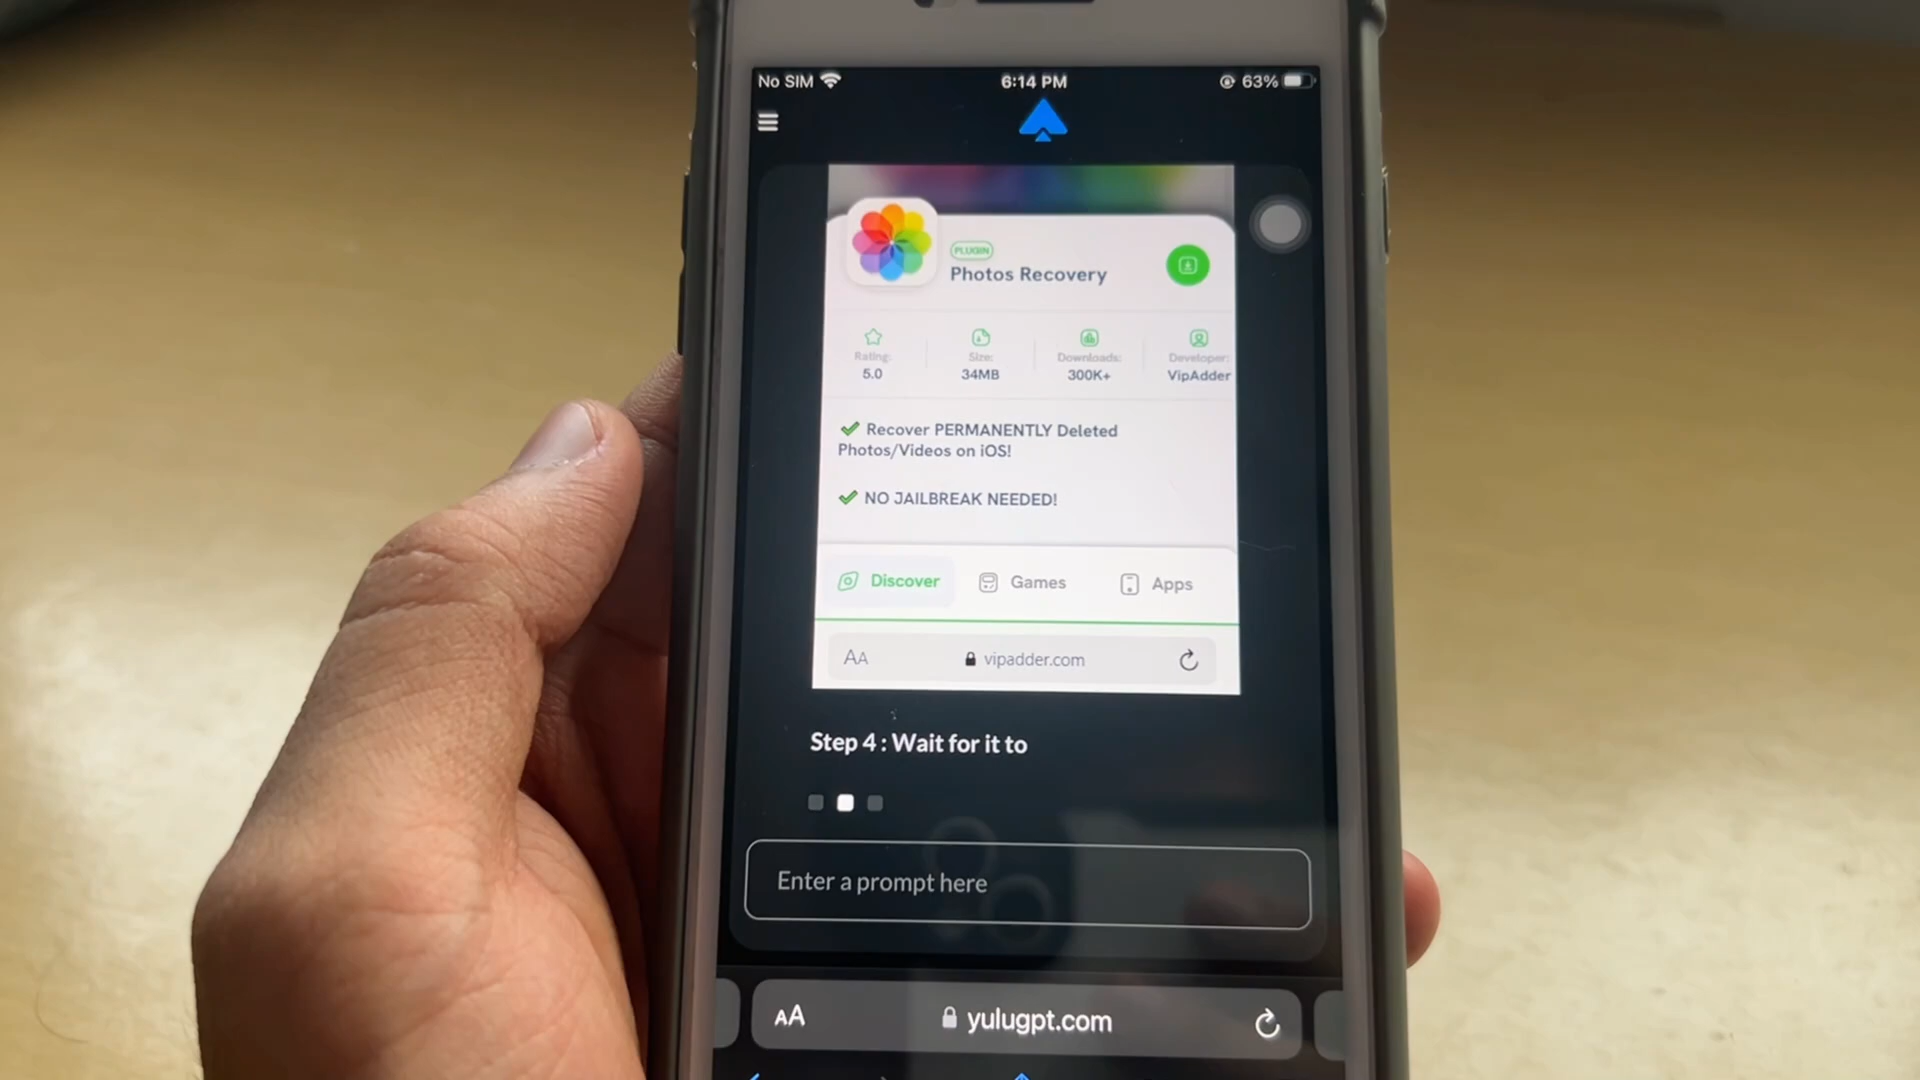 No SIM 6:14 PM 63%
PLUGIN
Photos Recovery
Rating: Size: Downloads: Developer:
5.0 34MB 300K+ VipAdder
Recover PERMANENTLY Deleted
Photos/Videos on iOS!
NO JAILBREAK NEEDED!
Discover Games Apps
AA vipadder.com
Step 4 : Wait for it to
Enter a prompt here
AA yulugpt.com